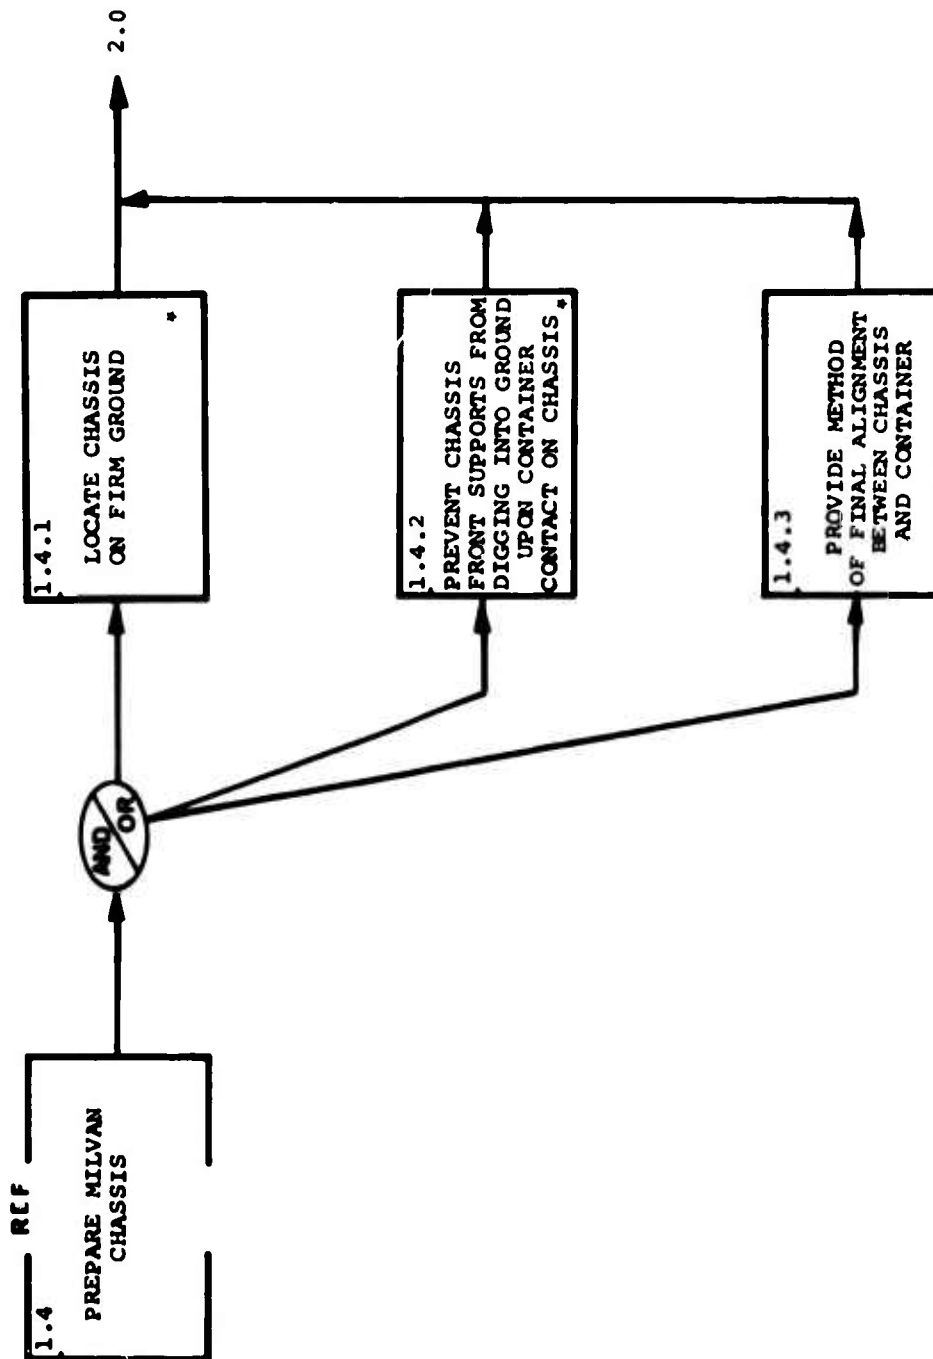 REF
1.4
PREPARE MILVAN
CHASSIS
AND
OR
1.4.1
LOCATE CHASSIS
ON FIRM GROUND
*
1.4.2
PREVENT CHASSIS
FRONT SUPPORTS FROM
DIGGING INTO GROUND
UPON CONTAINER
CONTACT ON CHASSIS *
1.4.3
PROVIDE METHOD
OF FINAL ALIGNMENT
BETWEEN CHASSIS
AND CONTAINER
2.0